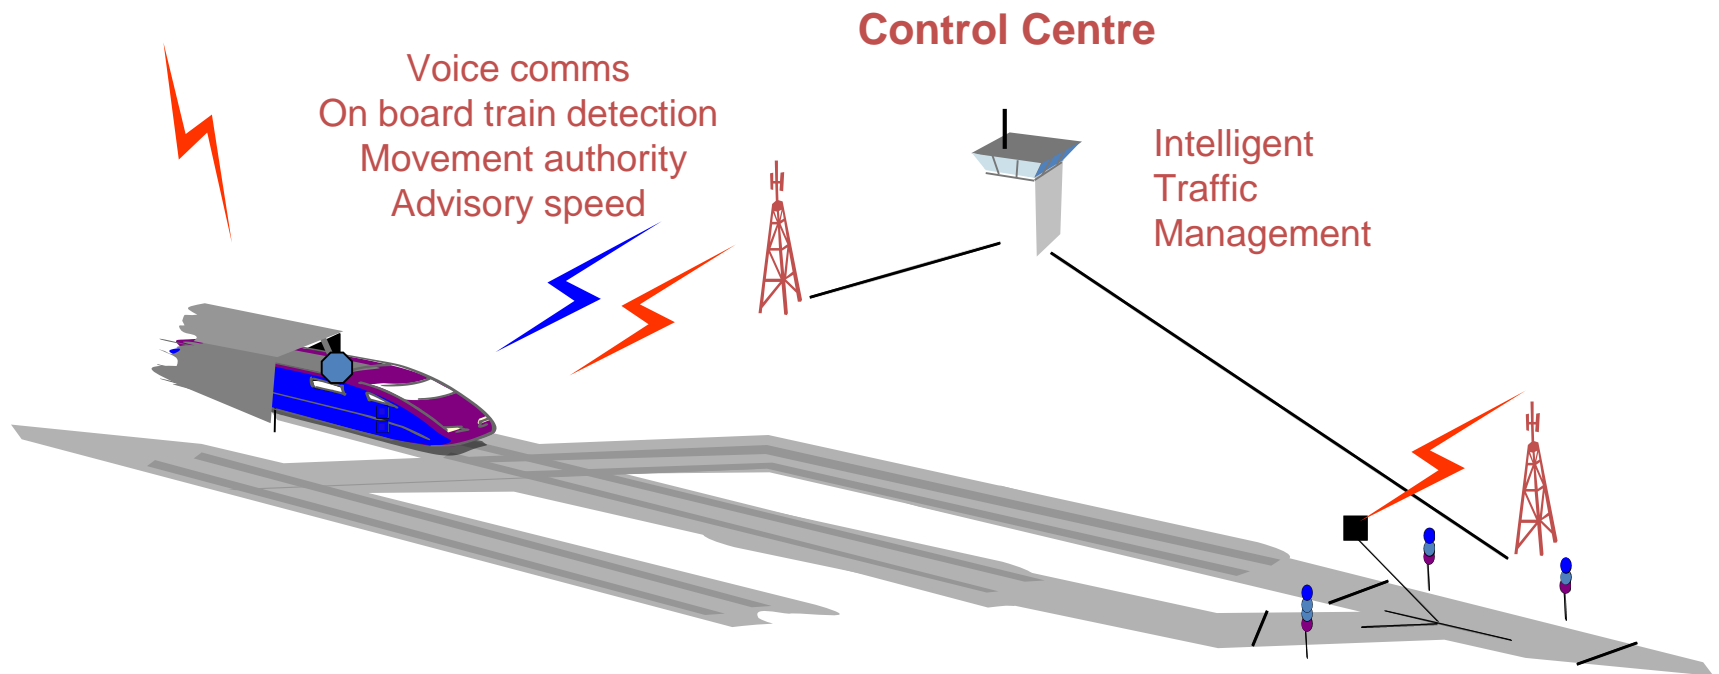 Control Centre
Voice comms
On board train detection
Movement authority
Advisory speed
Intelligent
Traffic
Management